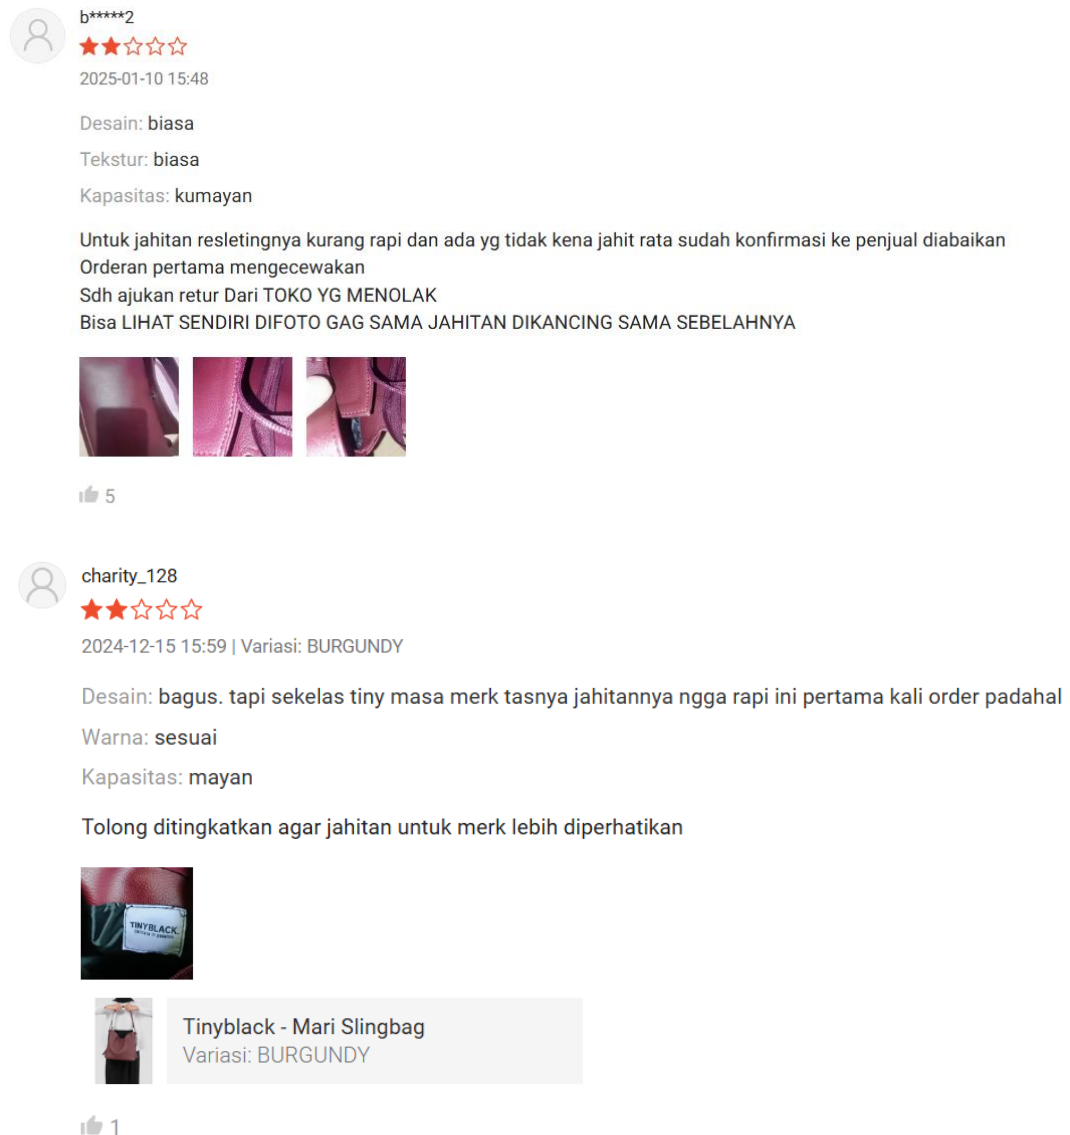 b*****2
2025-01-10 15:48
Desain: biasa
Tekstur: biasa
Kapasitas: kumayan
Untuk jahitan resletingnya kurang rapi dan ada yg tidak kena jahit rata sudah konfirmasi ke penjual diabaikan
Orderan pertama mengecewakan
Sdh ajukan retur Dari TOKO YG MENOLAK
Bisa LIHAT SENDIRI DIFOTO GAG SAMA JAHITAN DIKANCING SAMA SEBELAHNYA
5
charity_128
2024-12-15 15:59 | Variasi: BURGUNDY
Desain: bagus. tapi sekelas tiny masa merk tasnya jahitannya ngga rapi ini pertama kali order padahal
Warna: sesuai
Kapasitas: mayan
Tolong ditingkatkan agar jahitan untuk merk lebih diperhatikan
TINYBLACK
Tinyblack - Mari Slingbag
Variasi: BURGUNDY
1